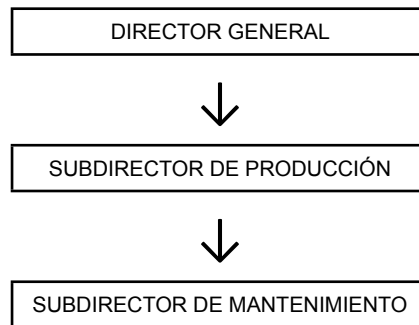 DIRECTOR GENERAL
SUBDIRECTOR DE PRODUCCIÓN
SUBDIRECTOR DE MANTENIMIENTO